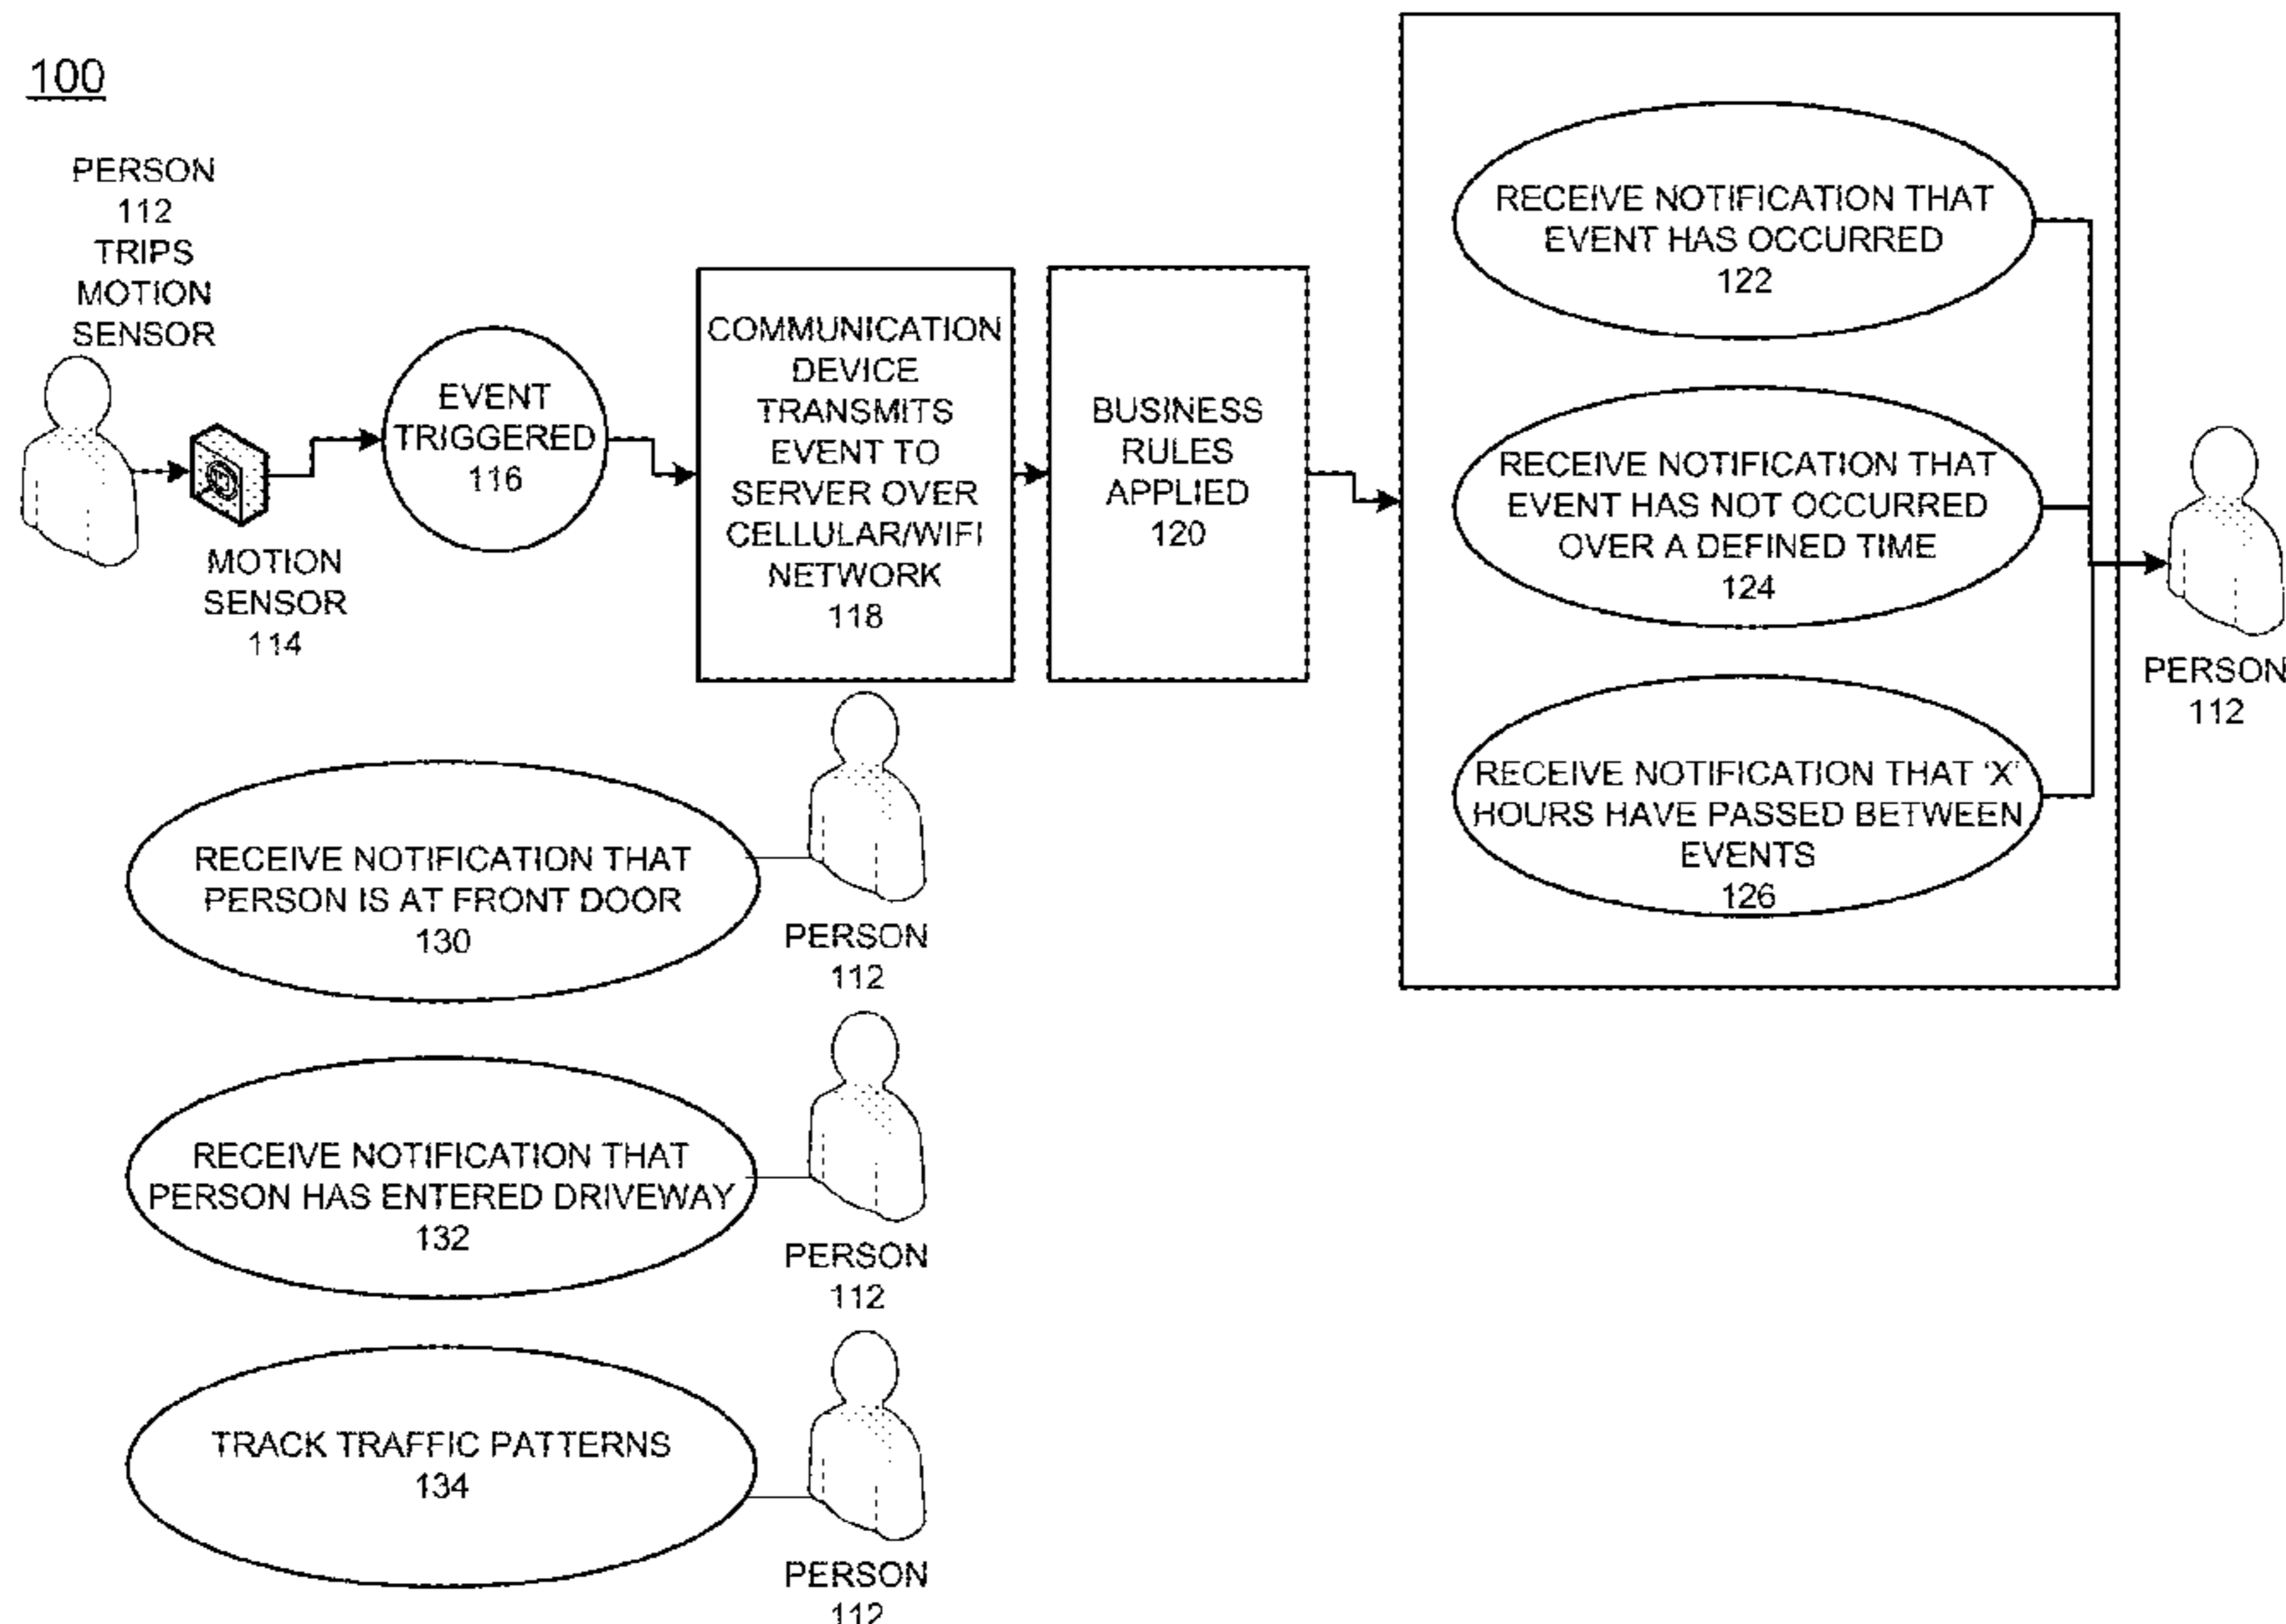 100
PERSON
112
TRIPS
MOTION
SENSOR
MOTION
SENSOR
114
EVENT
TRIGGERED
116
COMMUNICATION
DEVICE
TRANSMITS
EVENT TO
SERVER OVER
CELLULAR/WIFI
NETWORK
118
BUSINESS
RULES
APPLIED
120
RECEIVE NOTIFICATION THAT
EVENT HAS OCCURRED
122
RECEIVE NOTIFICATION THAT
EVENT HAS NOT OCCURRED
OVER A DEFINED TIME
124
RECEIVE NOTIFICATION THAT ‘X’
HOURS HAVE PASSED BETWEEN
EVENTS
126
PERSON
112
RECEIVE NOTIFICATION THAT
PERSON IS AT FRONT DOOR
130
PERSON
112
RECEIVE NOTIFICATION THAT
PERSON HAS ENTERED DRIVEWAY
132
PERSON
112
TRACK TRAFFIC PATTERNS
134
PERSON
112